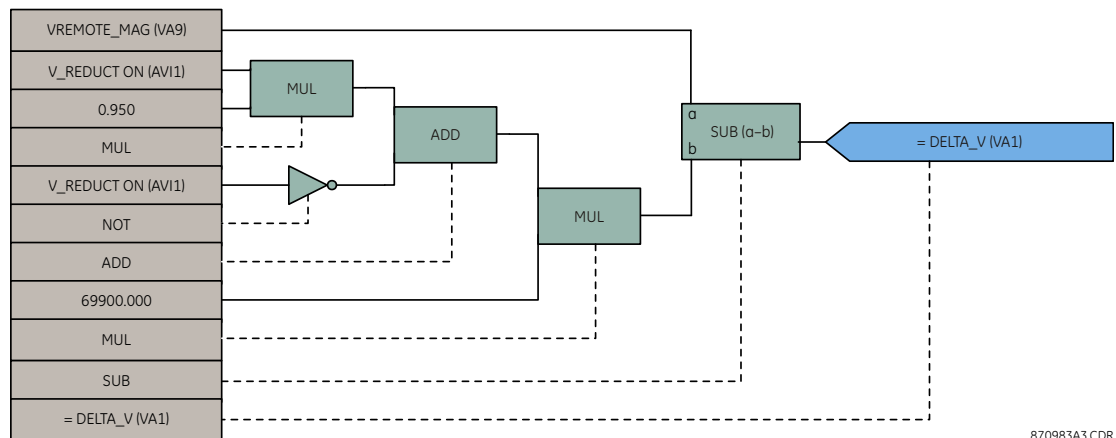 VREMOTE_MAG (VA9)
V_REDUCT ON (AVI1)
0.950
MUL
V_REDUCT ON (AVI1)
NOT
ADD
69900.000
MUL
SUB
= DELTA_V (VA1)
MUL
ADD
MUL
a
SUB (a–b)
b
= DELTA_V (VA1)
870983A3.CDR